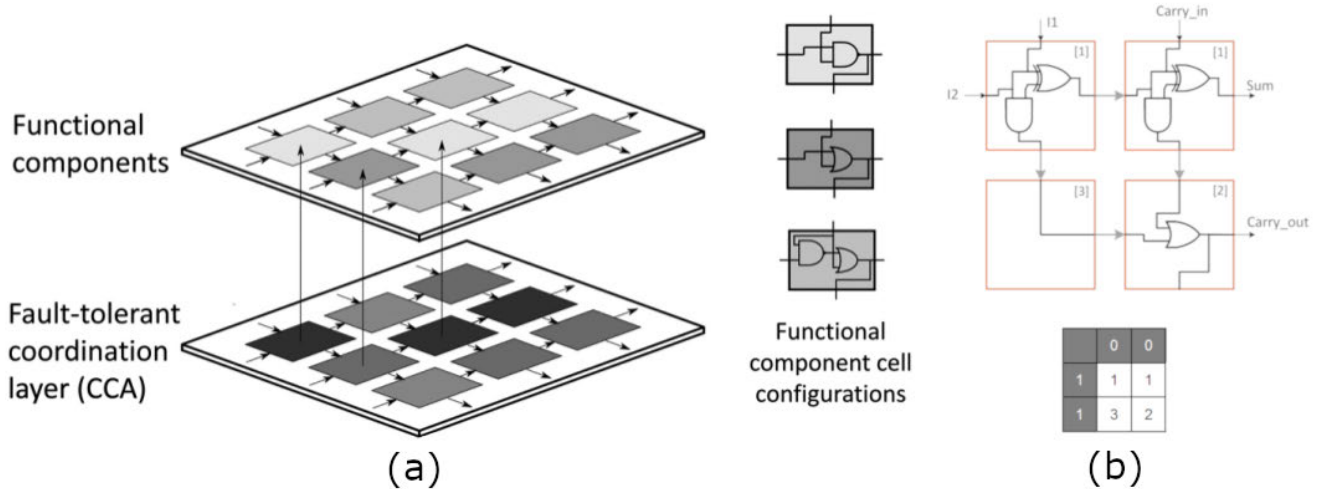 Functional
components
Fault-tolerant
coordination
layer (CCA)
(a)
Functional
component cell
configurations
I1
Carry_in
[1]
[1]
I2
Sum
[3]
[2]
Carry_out
0 0
1 1 1
1 3 2
(b)